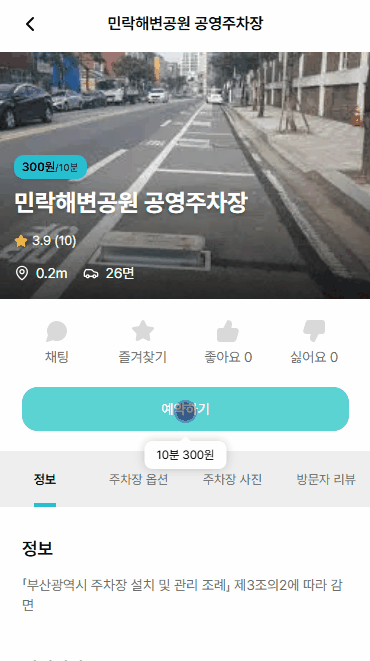 민락해변공원 공영주차장
300원/10분
민락해변공원 공영주차장
3.9 (10)
0.2m 26면
채팅 즐겨찾기 좋아요 0 싫어요 0
예약하기
10분 300원
정보 주차장 옵션 주차장 사진 방문자 리뷰
정보
「부산광역시 주차장 설치 및 관리 조례」 제3조의2에 따라 감
면